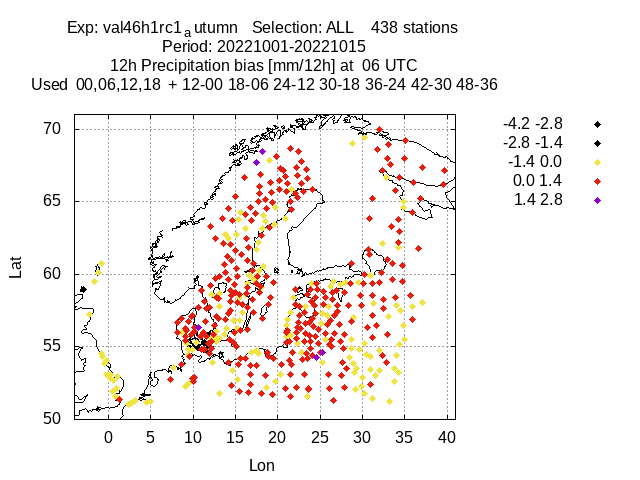 Exp: val46h1rc1autumn Selection: ALL 438 stations
Period: 20221001-20221015
12h Precipitation bias [mm/12h] at 06 UTC
Used 00,06,12,18 + 12-00 18-06 24-12 30-18 36-24 42-30 48-36
-4.2 -2.8
-2.8 -1.4
-1.4 0.0
0.0 1.4
1.4 2.8
70
65
60
55
50
Lat
0 5 10 15 20 25 30 35 40
Lon